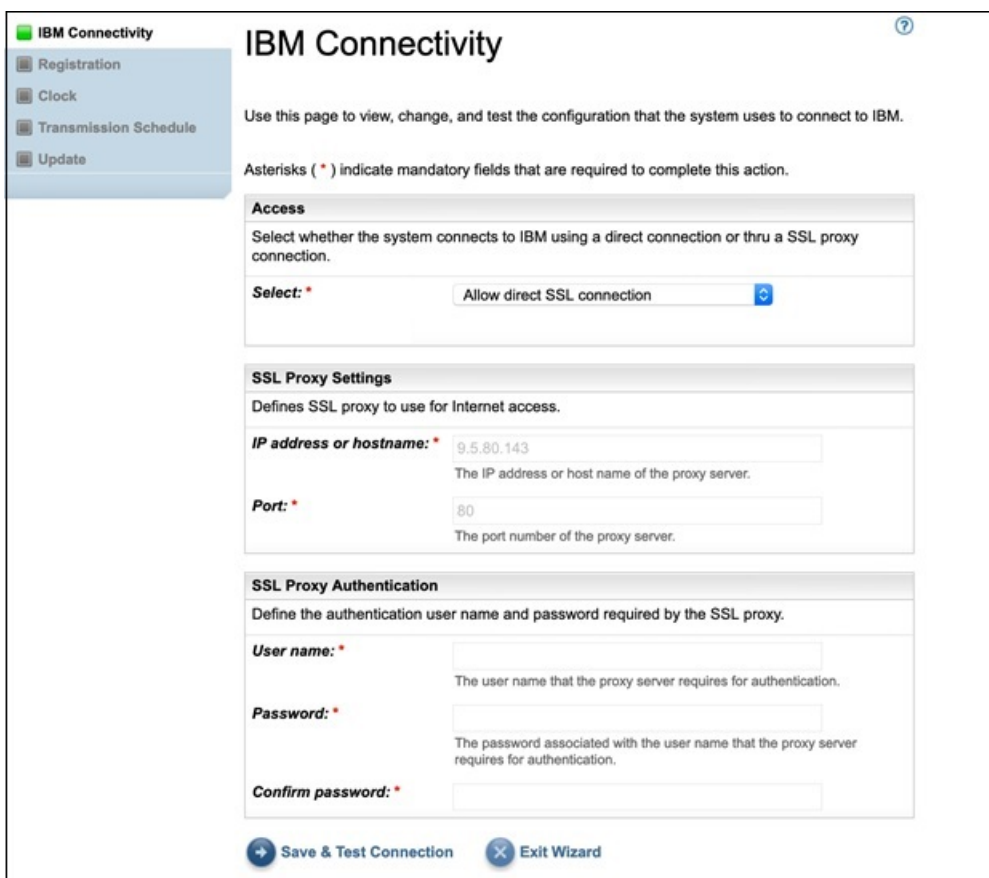 IBM Connectivity
Registration
Clock
Transmission Schedule
Update
IBM Connectivity
?
Use this page to view, change, and test the configuration that the system uses to connect to IBM.
Asterisks ( * ) indicate mandatory fields that are required to complete this action.
Access
Select whether the system connects to IBM using a direct connection or thru a SSL proxy
connection.
Select: * Allow direct SSL connection
SSL Proxy Settings
Defines SSL proxy to use for Internet access.
IP address or hostname: * 9.5.80.143
The IP address or host name of the proxy server.
Port: * 80
The port number of the proxy server.
SSL Proxy Authentication
Define the authentication user name and password required by the SSL proxy.
User name: *
The user name that the proxy server requires for authentication.
Password: *
The password associated with the user name that the proxy server
requires for authentication.
Confirm password: *
Save & Test Connection Exit Wizard